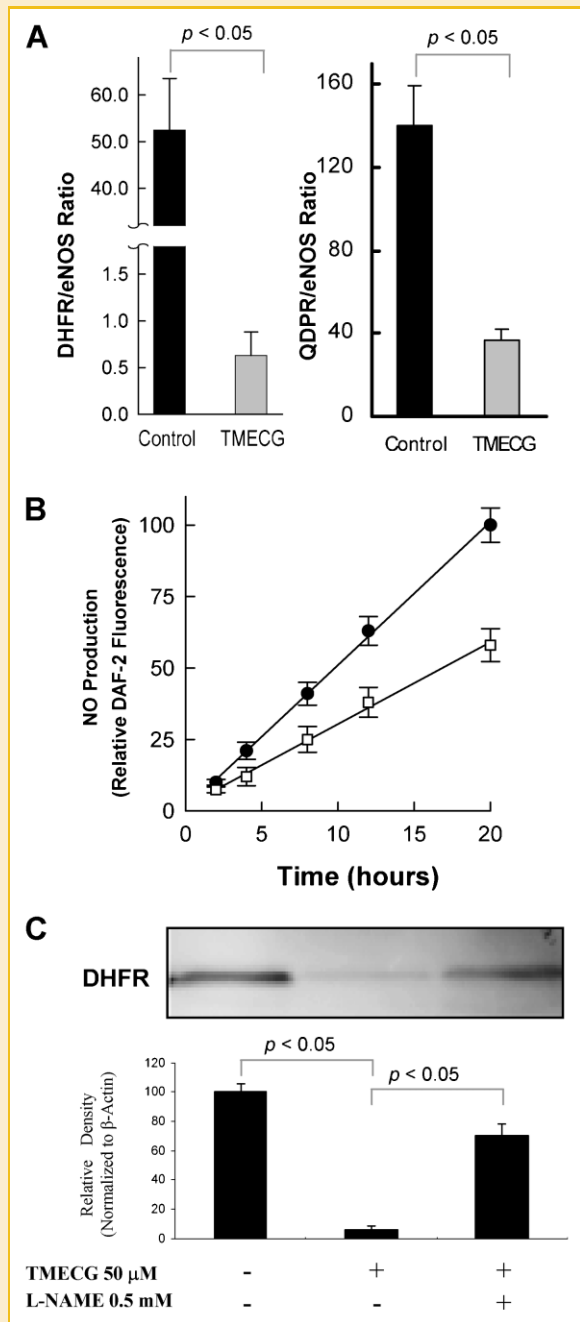 A
p < 0.05
p < 0.05
DHFR/eNOS Ratio
60.0
50.0
40.0
1.5
1.0
0.5
0.0
Control TMECG
QDPR/eNOS Ratio
160
120
80
40
0
Control TMECG
B
NO Production
(Relative DAF-2 Fluorescence)
100
75
50
25
0
0 5 10 15 20
Time (hours)
C
DHFR
p < 0.05
p < 0.05
Relative Density
(Normalized to β-Actin)
120
100
80
60
40
20
0
TMECG 50 μM - + +
L-NAME 0.5 mM - - +